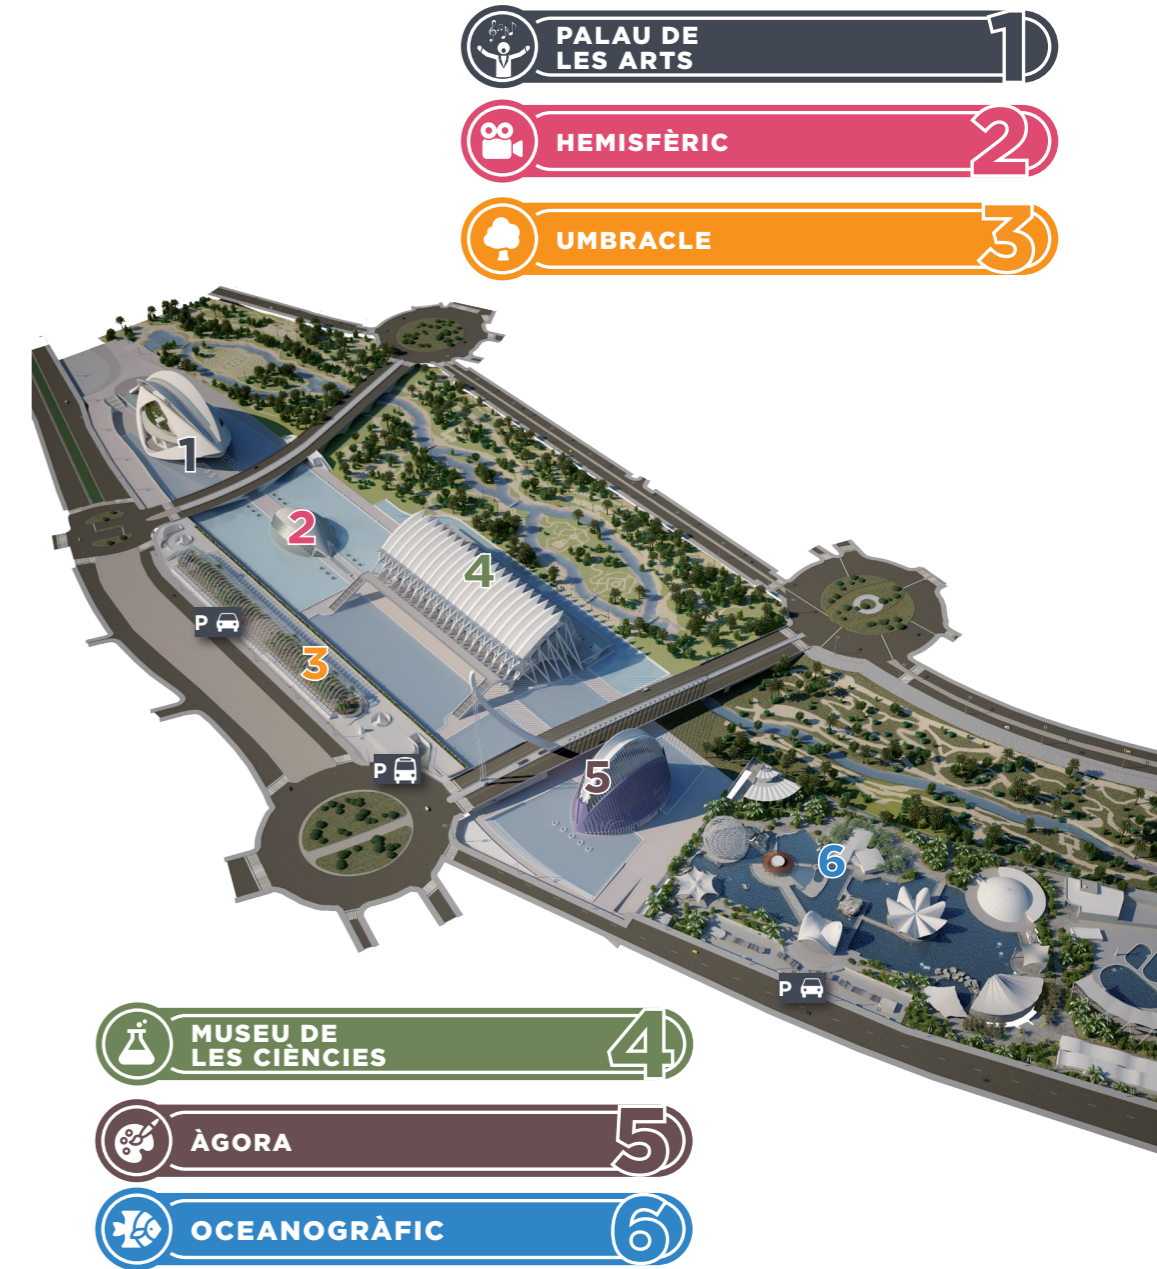 PALAU DE
LES ARTS
1
HEMISFÈRIC
2
UMBRACLE
3
1
2
4
P
3
P
5
6
P
MUSEU DE
LES CIÈNCIES
4
ÀGORA
5
OCEANOGRÀFIC
6